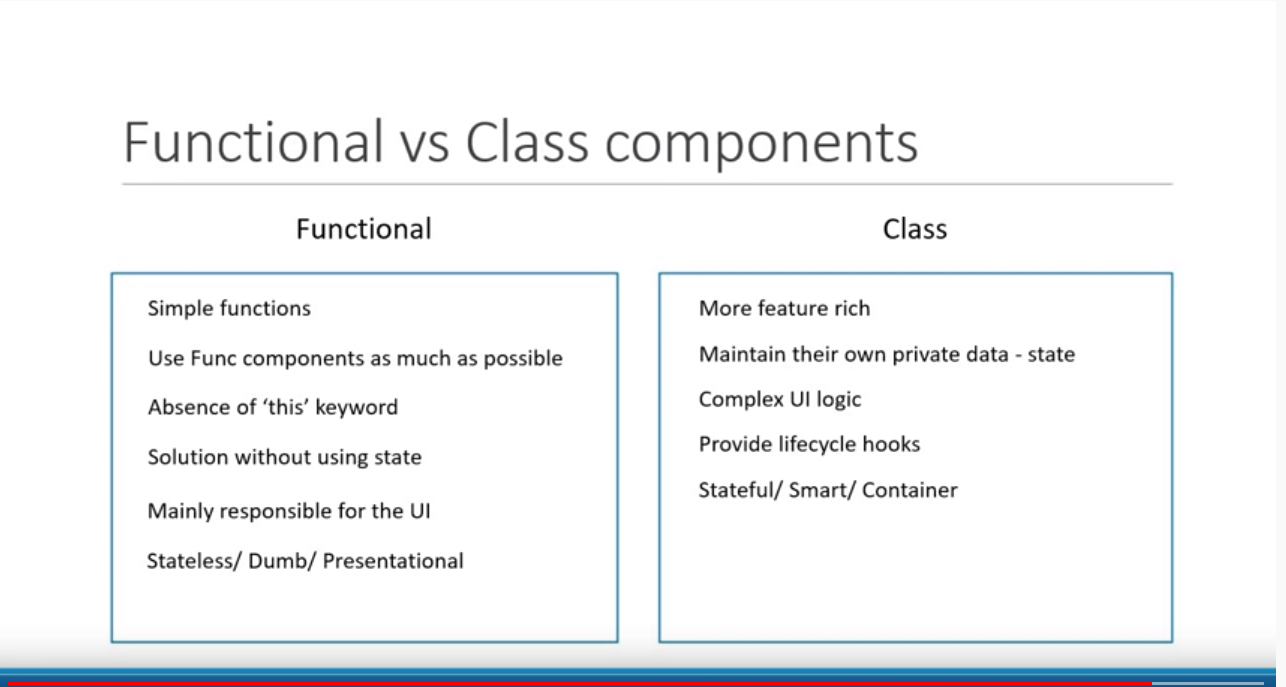 Functional vs Class components
Functional
Simple functions
Use Func components as much as possible
Absence of ‘this’ keyword
Solution without using state
Mainly responsible for the UI
Stateless/ Dumb/ Presentational
Class
More feature rich
Maintain their own private data - state
Complex UI logic
Provide lifecycle hooks
Stateful/ Smart/ Container